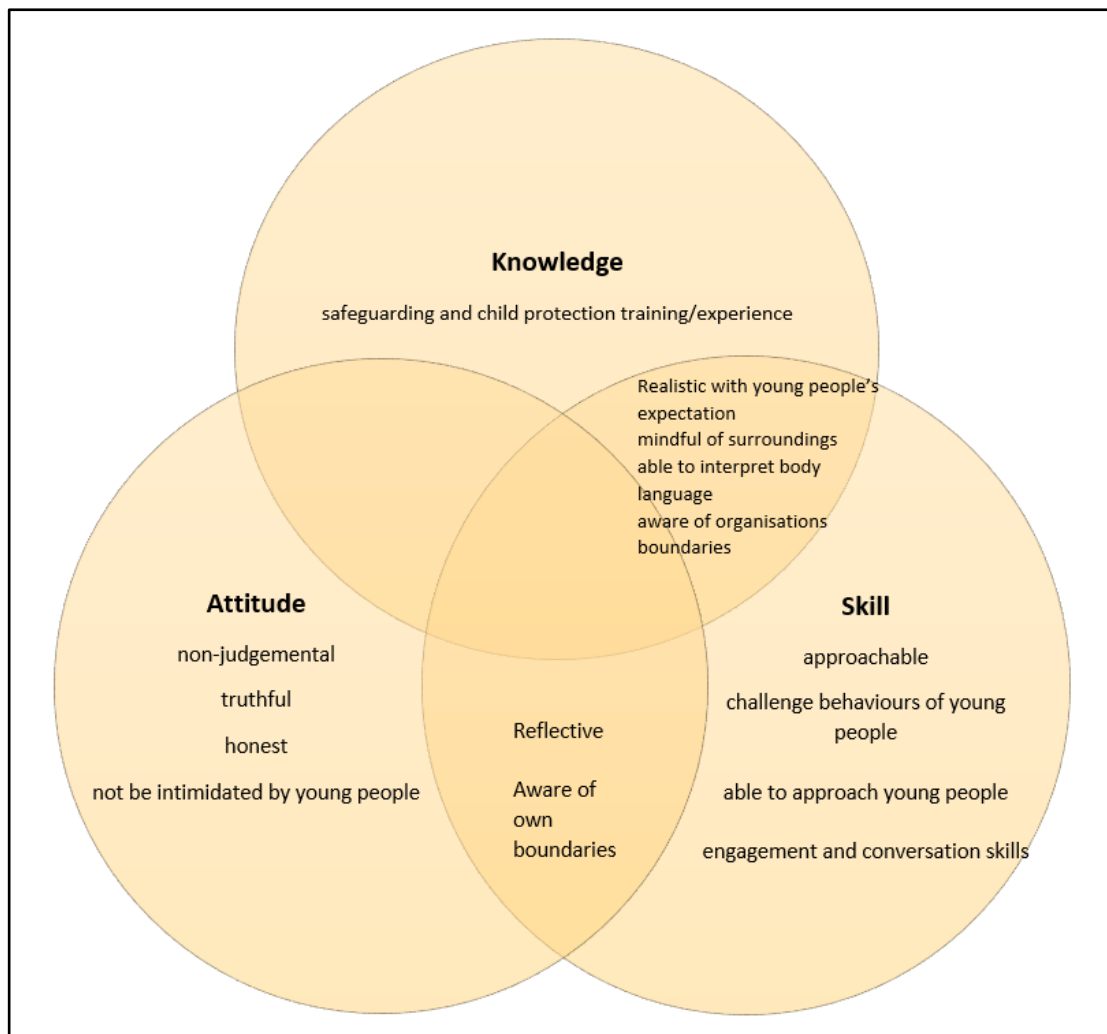 Knowledge
safeguarding and child protection training/experience
Realistic with young people’s
expectation
mindful of surroundings
able to interpret body
language
aware of organisations
boundaries
Attitude
non-judgemental
truthful
honest
not be intimidated by young people
Reflective
Aware of
own
boundaries
Skill
approachable
challenge behaviours of young
people
able to approach young people
engagement and conversation skills